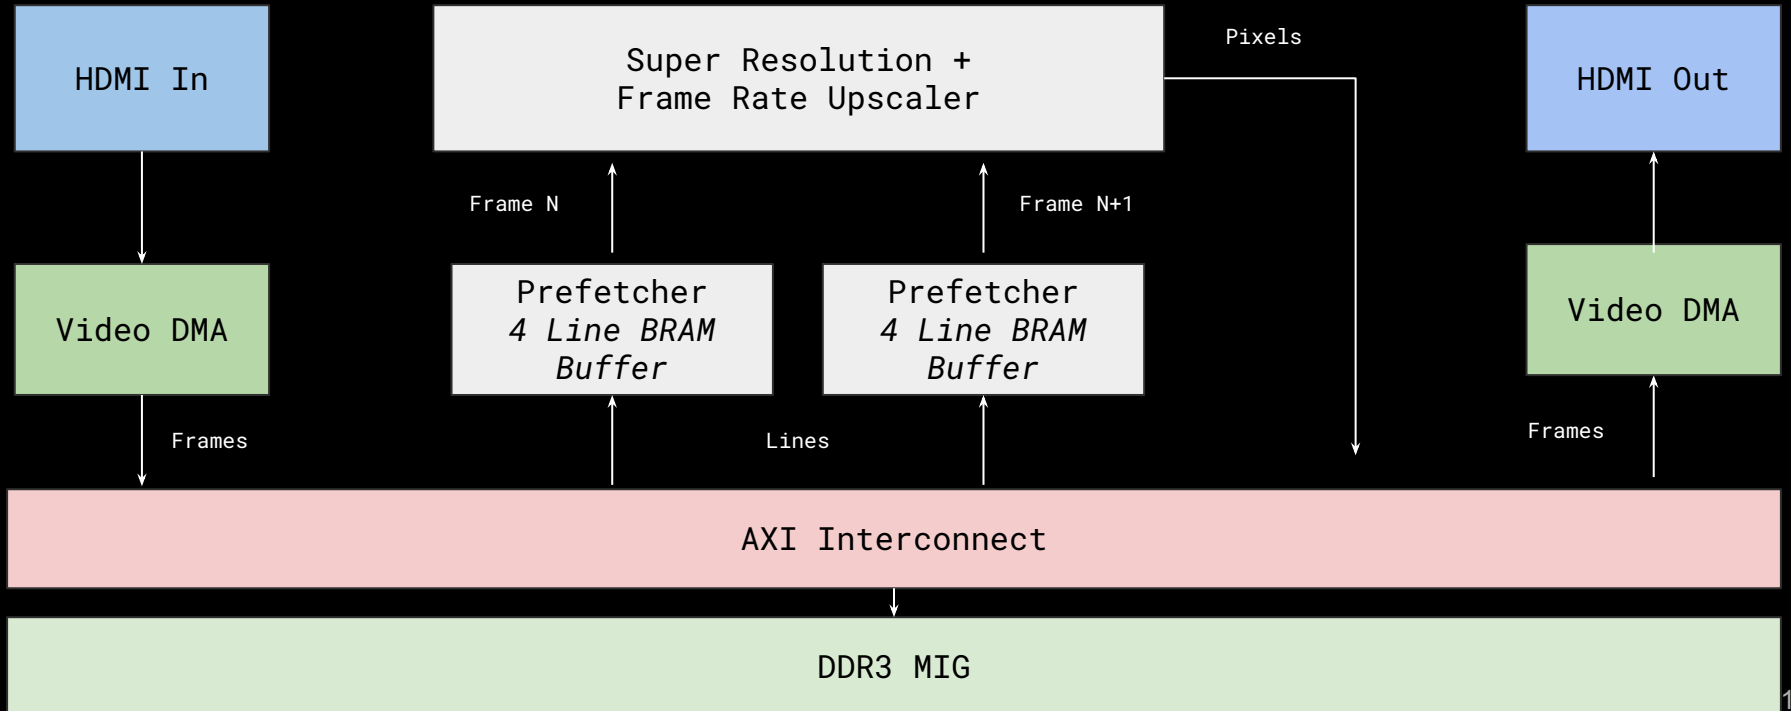 HDMI In
Super Resolution +
Frame Rate Upscaler
Pixels
HDMI Out
Frame N
Frame N+1
Video DMA
Prefetcher
4 Line BRAM
Buffer
Prefetcher
4 Line BRAM
Buffer
Video DMA
Frames
Lines
Frames
AXI Interconnect
DDR3 MIG